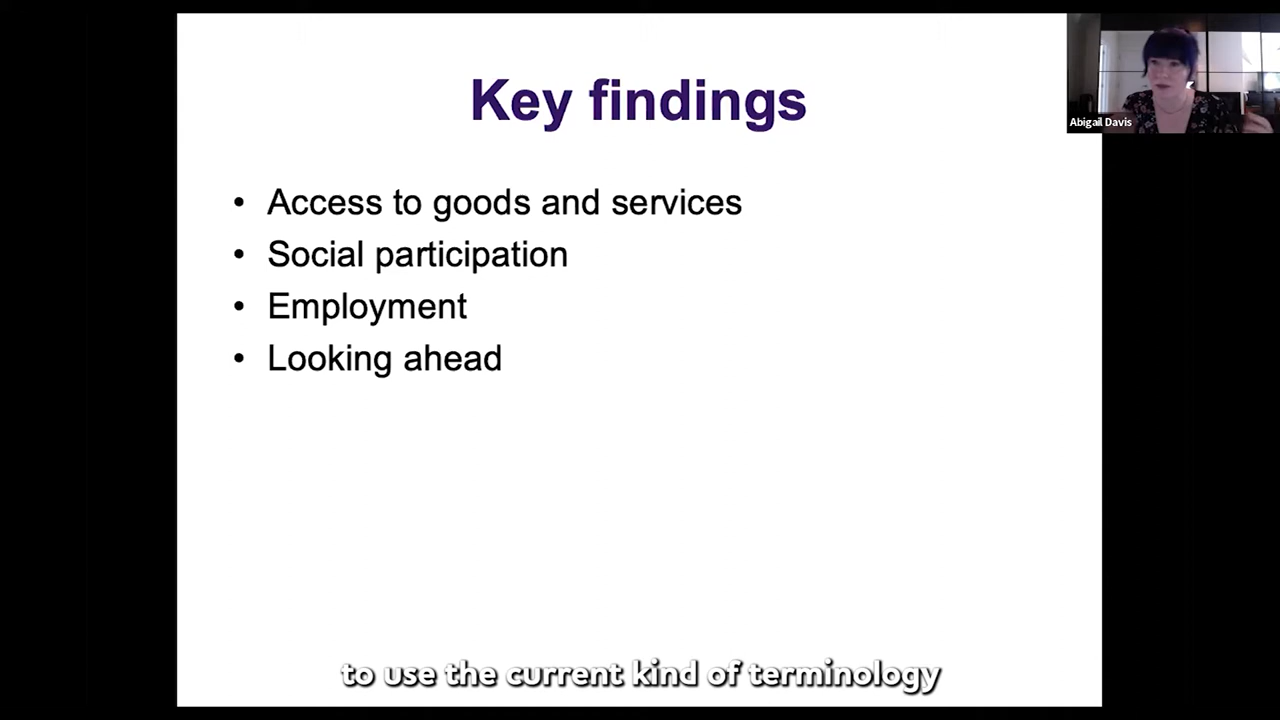 Key findings
Abigail Davis
• Access to goods and services
• Social participation
• Employment
• Looking ahead
to use the current kind of terminology